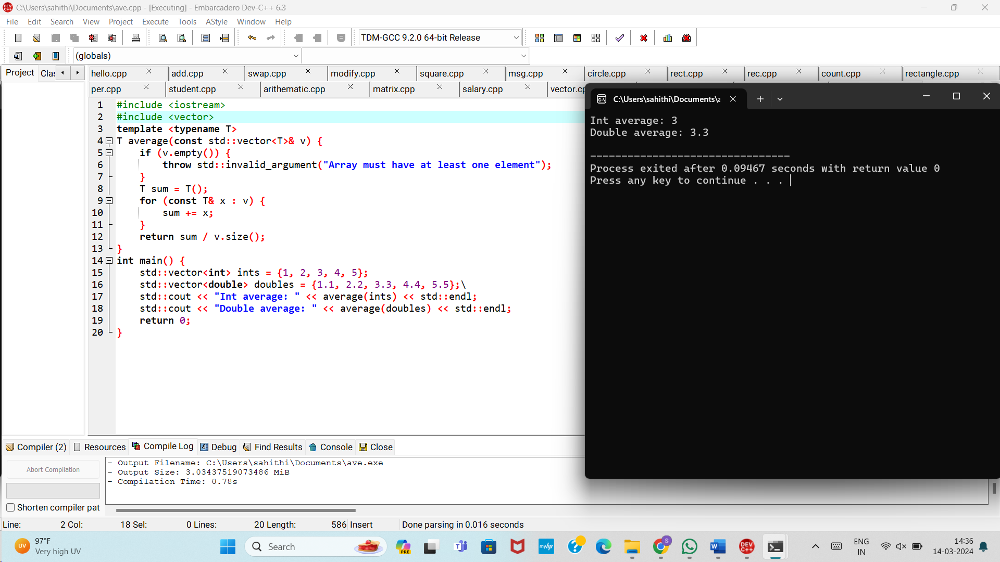 C:\Users\sahithi\Documents\ave.cpp - [Executing] - Embarcadero Dev-C++ 6.3
File Edit Search View Project Execute Tools AStyle Window Help
TDM-GCC 9.2.0 64-bit Release
(globals)
Project Clas
hello.cpp add.cpp swap.cpp modify.cpp square.cpp msg.cpp circle.cpp rect.cpp rec.cpp count.cpp rectangle.cpp
per.cpp student.cpp arithematic.cpp matrix.cpp salary.cpp vector.cp
1 #include <iostream>
2 #include <vector>
3 template <typename T>
4 T average(const std::vector<T>& v) {
5 if (v.empty()) {
6 throw std::invalid_argument("Array must have at least one element");
7 }
8 T sum = T();
9 for (const T& x : v) {
10 sum += x;
11 }
12 return sum / v.size();
13 }
14 int main() {
15 std::vector<int> ints = {1, 2, 3, 4, 5};
16 std::vector<double> doubles = {1.1, 2.2, 3.3, 4.4, 5.5};\
17 std::cout << "Int average: " << average(ints) << std::endl;
18 std::cout << "Double average: " << average(doubles) << std::endl;
19 return 0;
20 }
C:\Users\sahithi\Documents\a
Int average: 3
Double average: 3.3
--------------------------------
Process exited after 0.09467 seconds with return value 0
Press any key to continue . . .
Compiler (2) Resources Compile Log Debug Find Results Console Close
Abort Compilation
Shorten compiler pat
- Output Filename: C:\Users\sahithi\Documents\ave.exe
- Output Size: 3.03437519073486 MiB
- Compilation Time: 0.78s
Line: 2 Col: 18 Sel: 0 Lines: 20 Length: 586 Insert Done parsing in 0.016 seconds
UV
97°F
Very high UV
Search
PRE
myhp
S
DEV C++
ENG
IN
14:36
14-03-2024